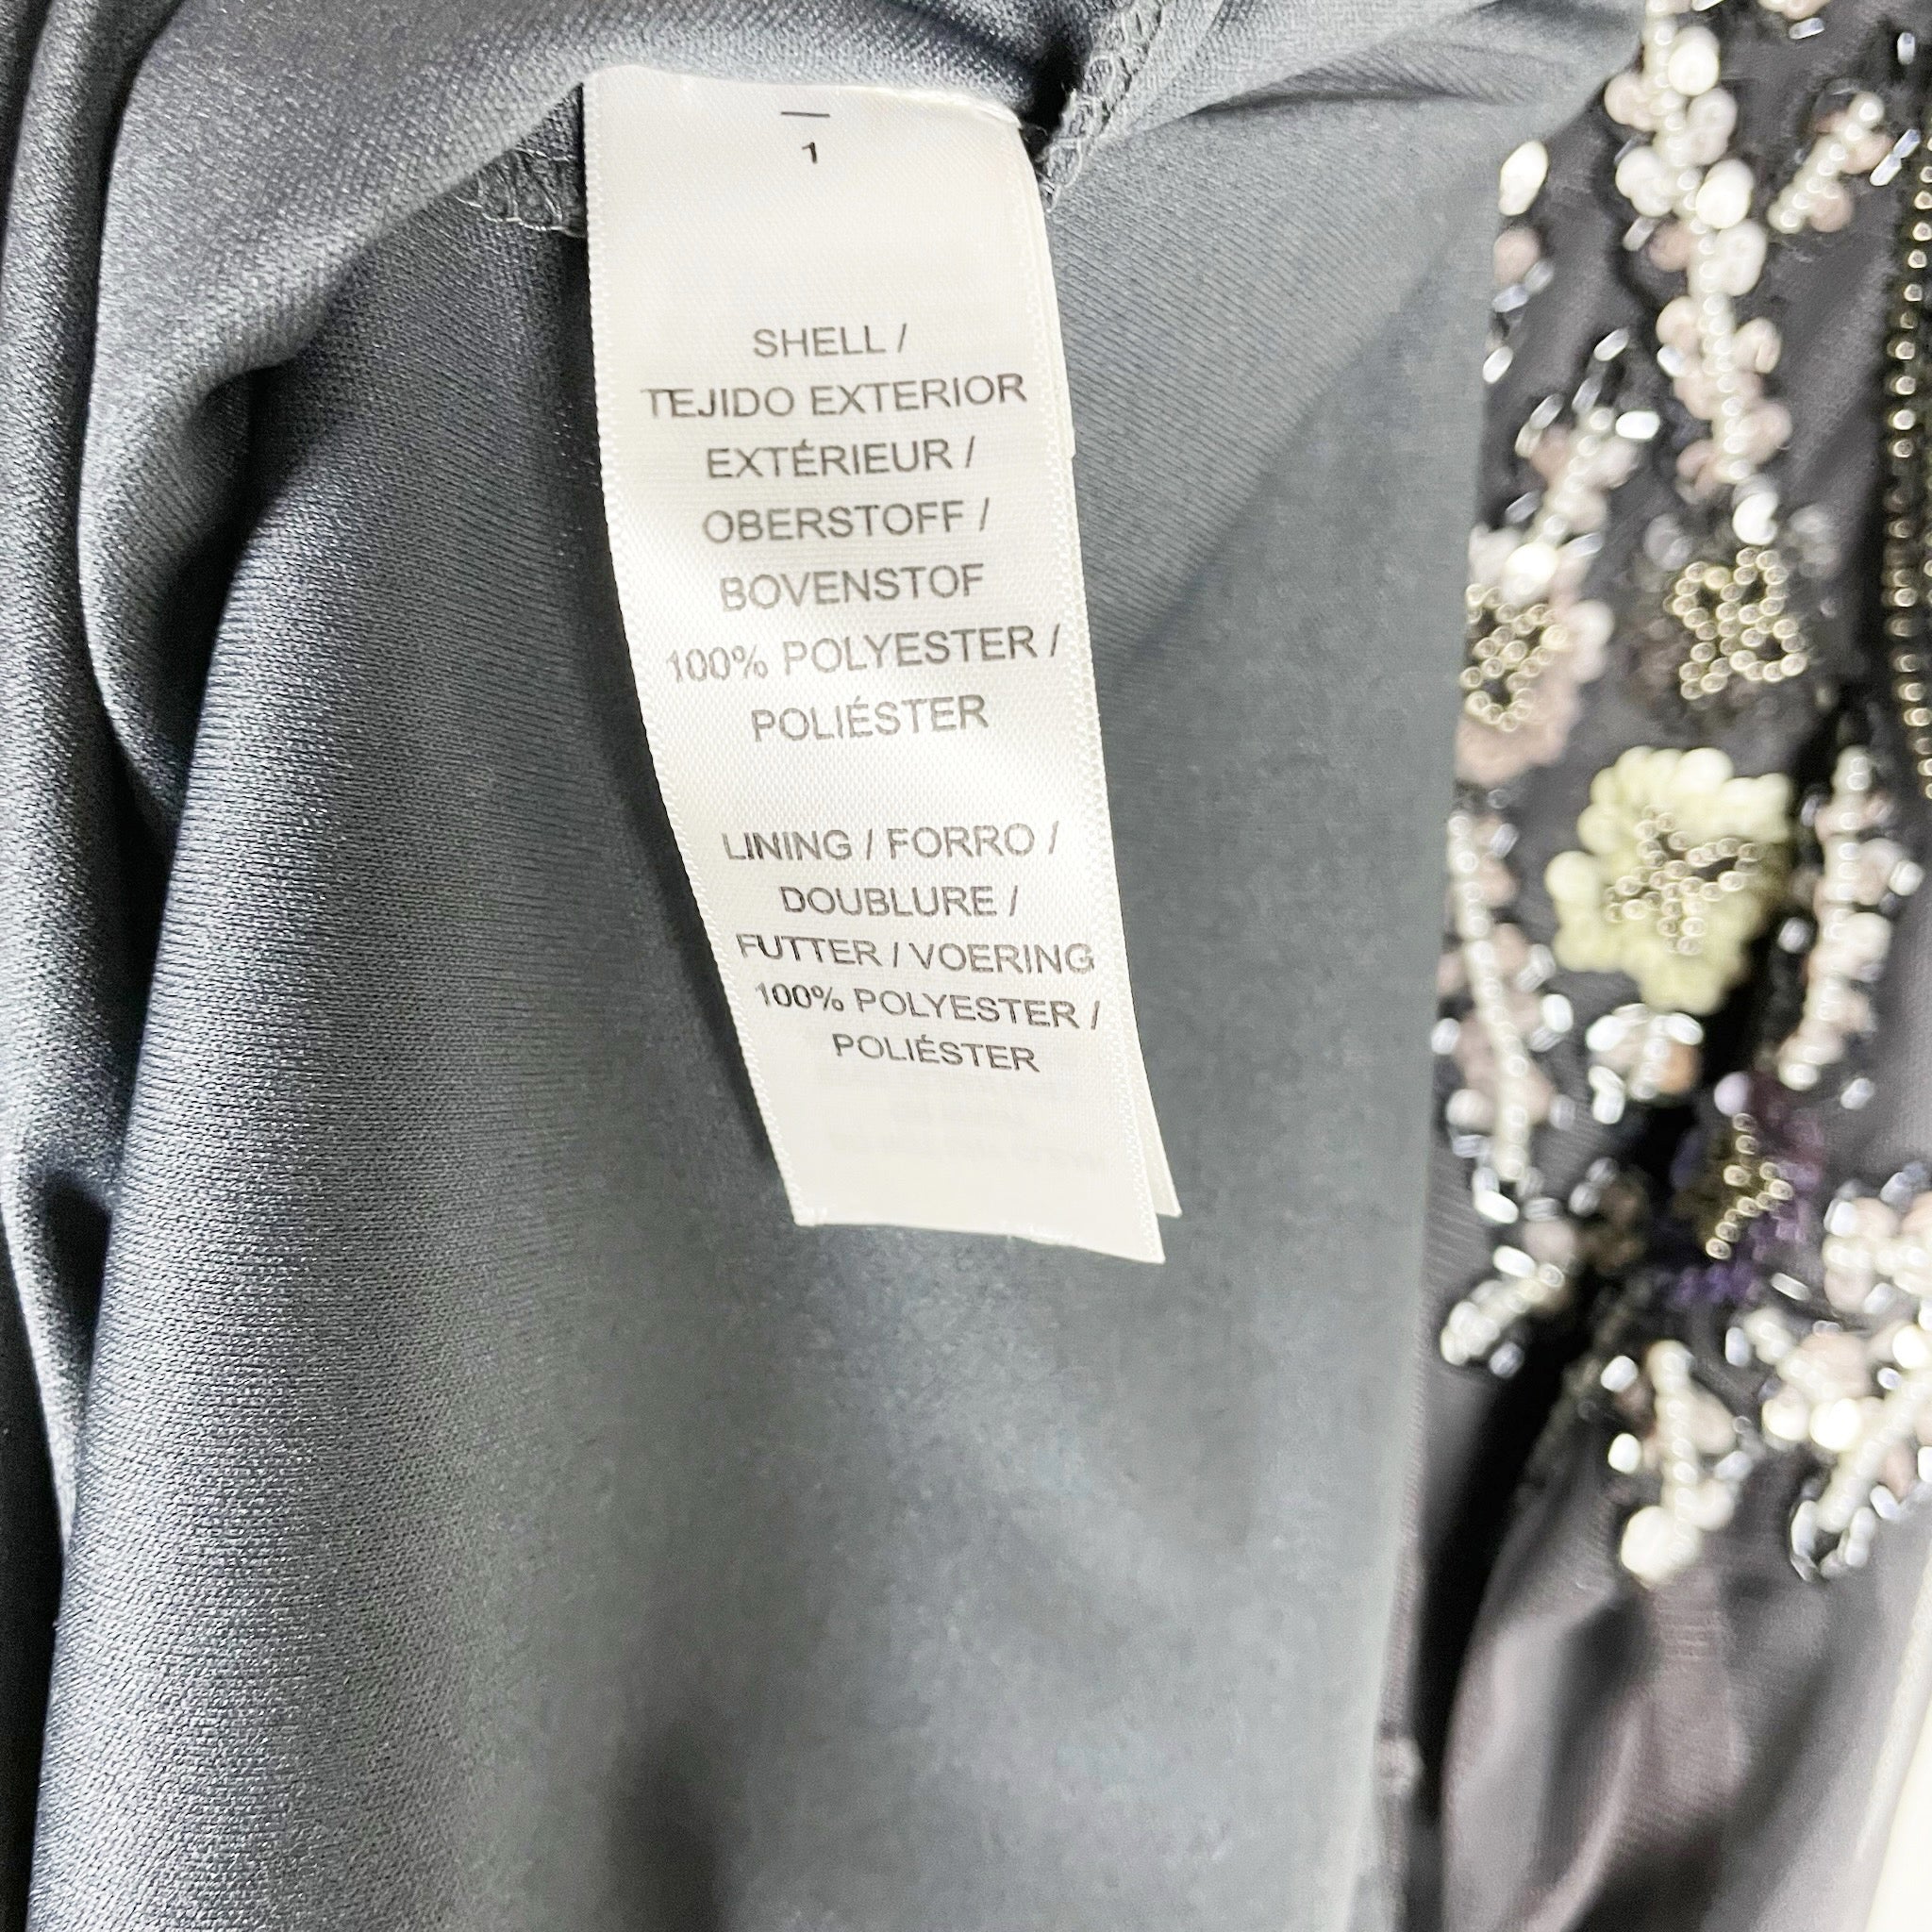 1
SHELL /
TEJIDO EXTERIOR
EXTÉRIEUR /
OBERSTOFF /
BOVENSTOF
100% POLYESTER /
POLIÉSTER
LINING / FORRO /
DOUBLURE /
FUTTER / VOERING
100% POLYESTER /
POLIÉSTER